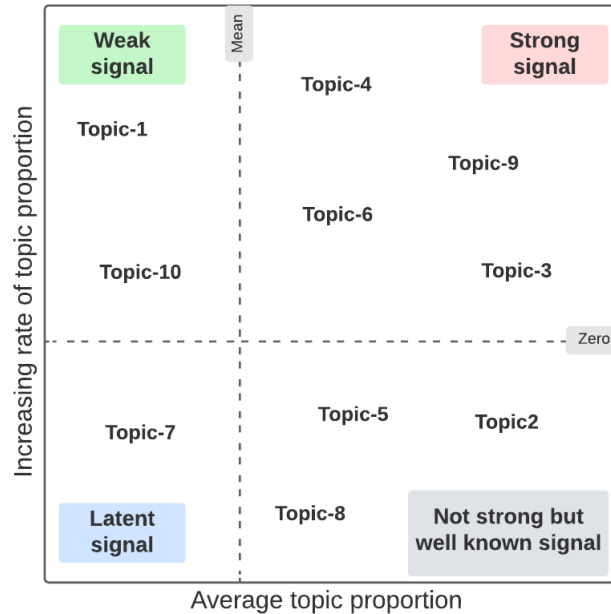 Weak
signal
Mean
Strong
signal
Topic-4
Topic-1
Topic-9
Topic-6
Topic-10
Topic-3
Zero
Increasing rate of topic proportion
Topic-5
Topic2
Topic-7
Latent
signal
Topic-8
Not strong but
well known signal
Average topic proportion